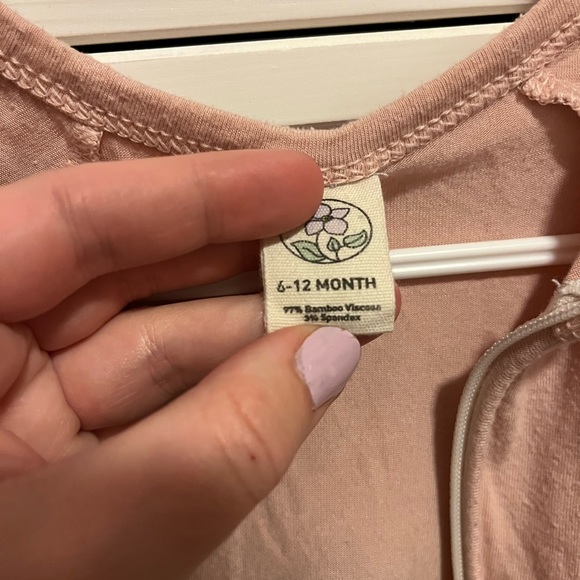 6-12 MONTH
97% Bamboo Viscose
3% Spandex